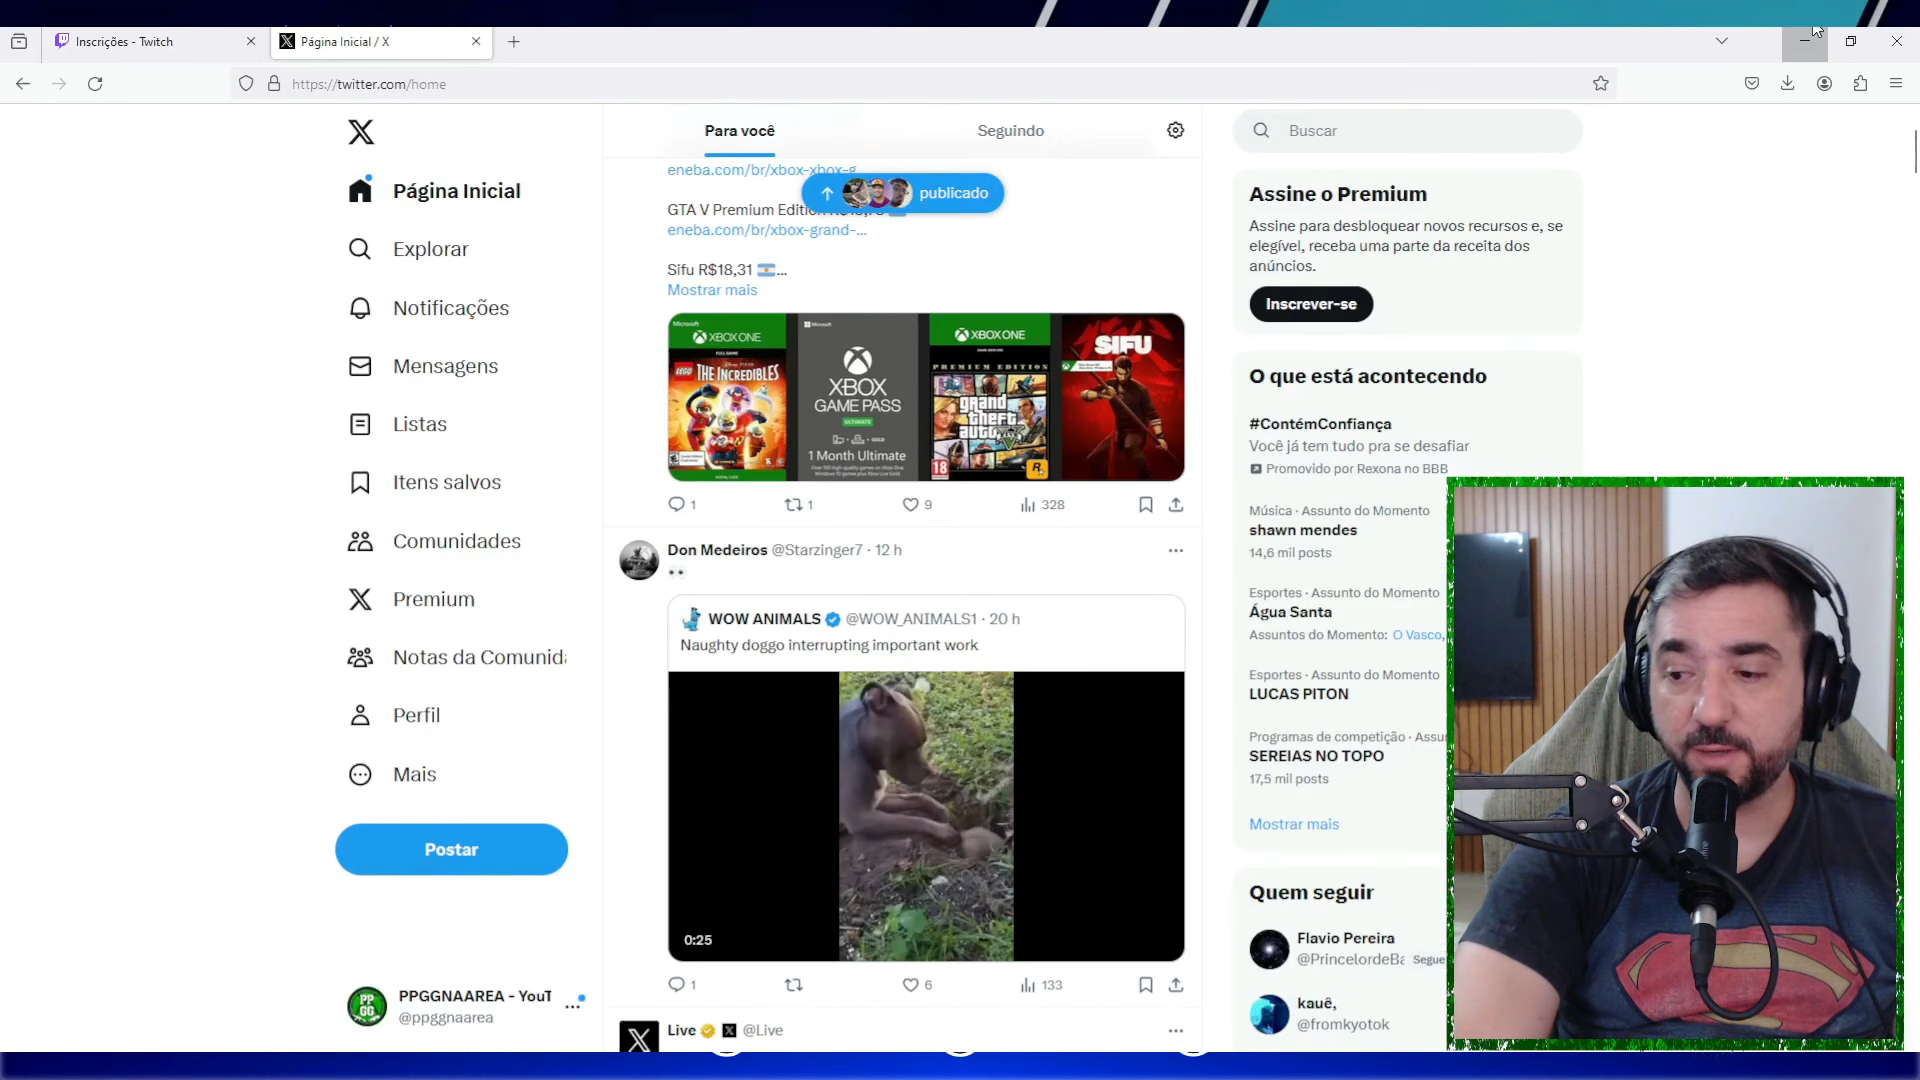 Inscrições - Twitch
Página Inicial / X
https://twitter.com/home
Página Inicial
Explorar
Notificações
Mensagens
Listas
Itens salvos
Comunidades
Premium
Notas da Comunid
Perfil
Mais
Postar
PPGGNAAREA - YouT
@ppggnaarea
Para você
Seguindo
eneba.com/br/xbox-xbox-g
publicado
GTA V Premium Editi
eneba.com/br/xbox-grand-...
Sifu R$18,31 🇦🇷...
Mostrar mais
Microsoft
XBOX ONE
LEGO THE INCREDIBLES
Microsoft
XBOX
GAME PASS
ULTIMATE
1 Month Ultimate
XBOX ONE
PREMIUM EDITION
grand theft auto V
18
SIFU
1
1
9
328
Don Medeiros @Starzinger7 · 12 h
WOW ANIMALS @WOW_ANIMALS1 · 20 h
Naughty doggo interrupting important work
0:25
1
6
133
Live @Live
Buscar
Assine o Premium
Assine para desbloquear novos recursos e, se
elegível, receba uma parte da receita dos
anúncios.
Inscrever-se
O que está acontecendo
#ContémConfiança
Você já tem tudo pra se desafiar
Promovido por Rexona no BBB
Música · Assunto do Momento
shawn mendes
14,6 mil posts
Esportes · Assunto do Momento
Água Santa
Assuntos do Momento: O Vasco,
Esportes · Assunto do Momento
LUCAS PITON
Programas de competição · Assu
SEREIAS NO TOPO
17,5 mil posts
Mostrar mais
Quem seguir
Flavio Pereira
@PrincelordeBa Segue
kauê,
@fromkyotok
PP
GG